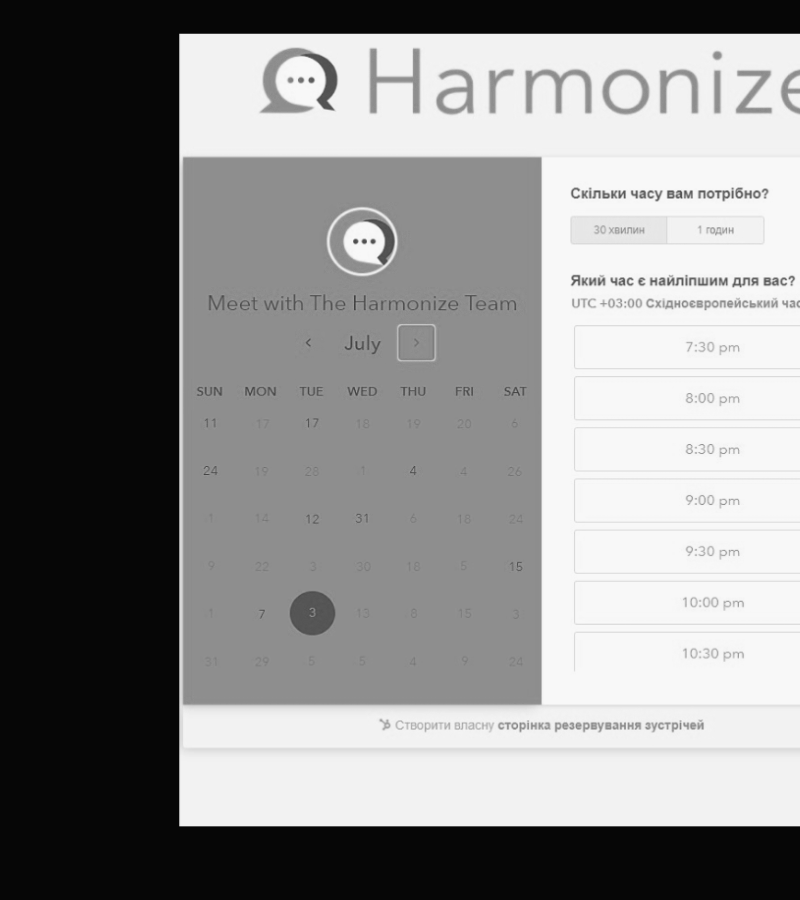 Harmonize
Meet with The Harmonize Team
July
SUN MON TUE WED THU FRI SAT
11 17 17 18 19 20 6
24 19 28 1 4 4 26
1 14 12 31 6 18 24
9 22 3 30 18 5 15
1 7 3 13 8 15 3
31 29 5 5 4 9 24
Скільки часу вам потрібно?
30 хвилин 1 годин
Який час є найліпшим для вас?
UTC +03:00 Східноєвропейський час
7:30 pm
8:00 pm
8:30 pm
9:00 pm
9:30 pm
10:00 pm
10:30 pm
Створити власну сторінка резервування зустрічей